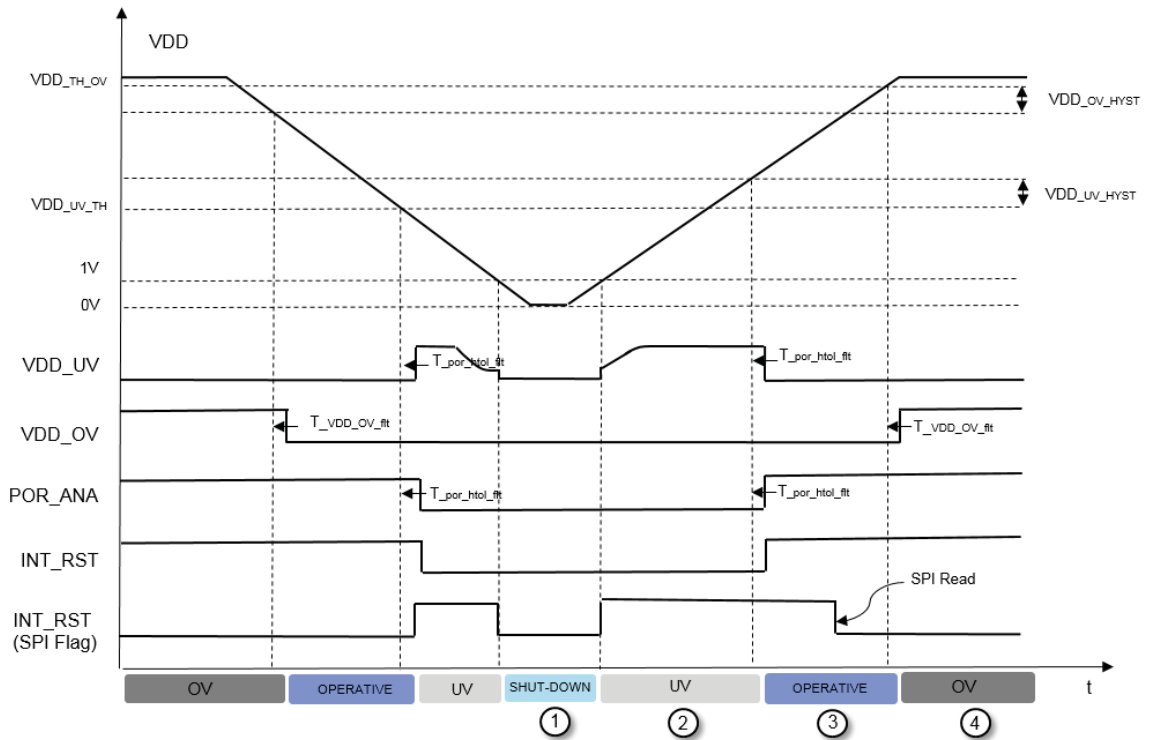 VDD
VDD_TH_OV
VDD_OV_HYST
VDD_UV_TH
VDD_UV_HYST
1V
0V
VDD_UV
T_por_htol_flt
T_por_htol_flt
VDD_OV
T_VDD_OV_flt
T_VDD_OV_flt
POR_ANA
T_por_htol_flt
T_por_htol_flt
INT_RST
SPI Read
INT_RST
(SPI Flag)
OV OPERATIVE UV SHUT-DOWN UV OPERATIVE OV t
1 2 3 4